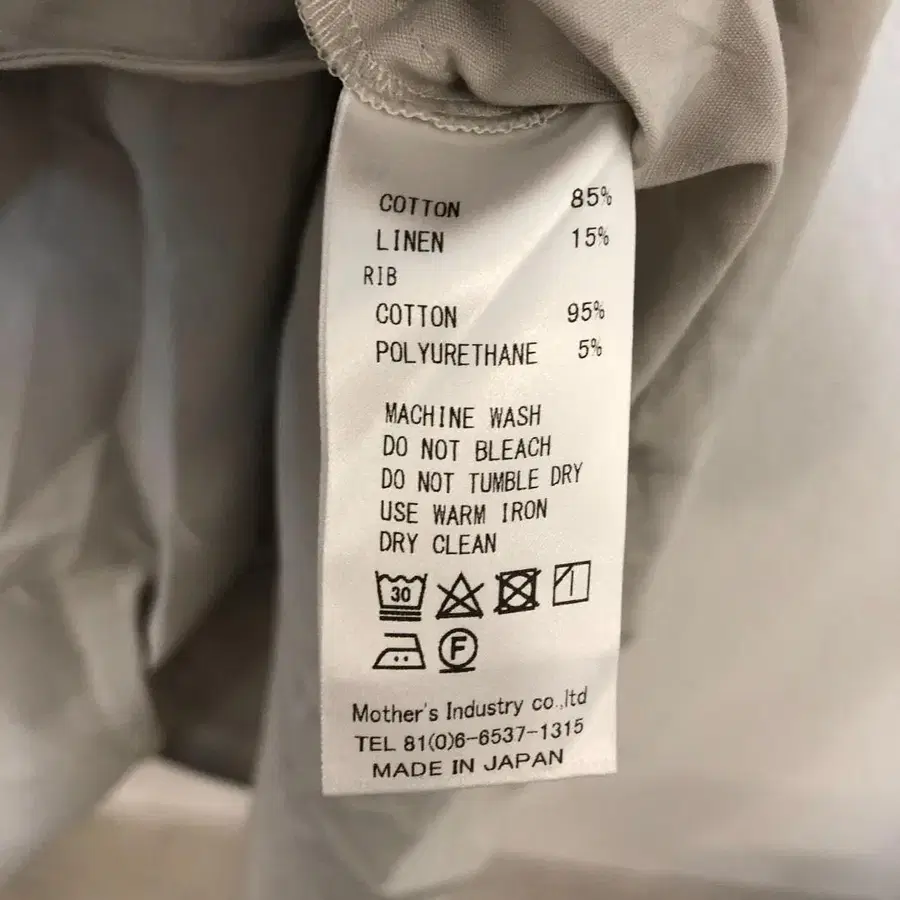 COTTON 85%
LINEN 15%
RIB
COTTON 95%
POLYURETHANE 5%
MACHINE WASH
DO NOT BLEACH
DO NOT TUMBLE DRY
USE WARM IRON
DRY CLEAN
30
F
Mother's Industry co.,ltd
TEL 81(0)6-6537-1315
MADE IN JAPAN